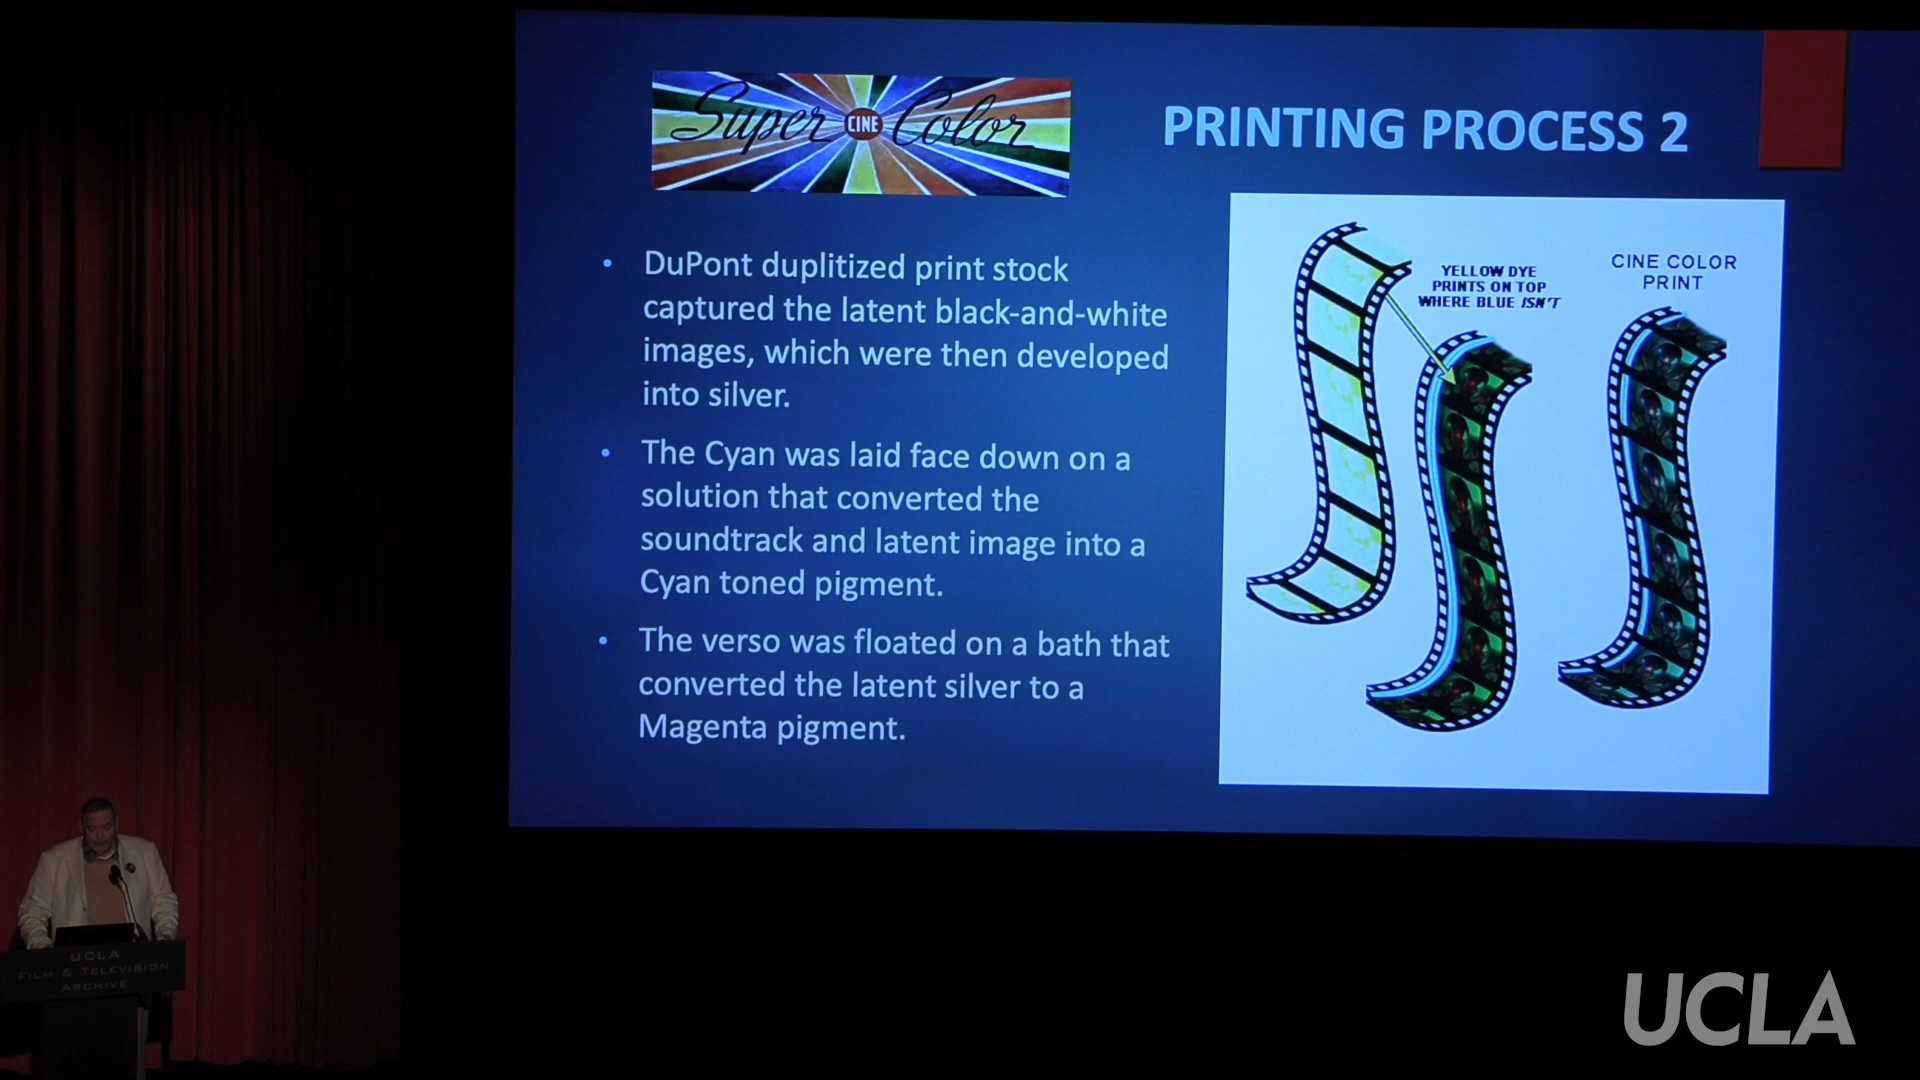 Super CINE Color
PRINTING PROCESS 2
• DuPont duplitized print stock
captured the latent black-and-white
images, which were then developed
into silver.
• The Cyan was laid face down on a
solution that converted the
soundtrack and latent image into a
Cyan toned pigment.
• The verso was floated on a bath that
converted the latent silver to a
Magenta pigment.
YELLOW DYE
PRINTS ON TOP
WHERE BLUE ISN'T
CINE COLOR
PRINT
UCLA
FILM & TELEVISION
ARCHIVE
UCLA